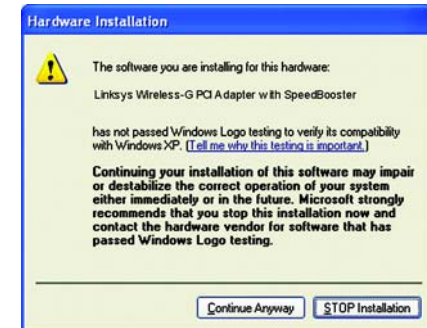 Hardware Installation
The software you are installing for this hardware:
Linksys Wireless-G PCI Adapter with SpeedBooster
has not passed Windows Logo testing to verify its compatibility
with Windows XP. (Tell me why this testing is important.)
Continuing your installation of this software may impair
or destabilize the correct operation of your system
either immediately or in the future. Microsoft strongly
recommends that you stop this installation now and
contact the hardware vendor for software that has
passed Windows Logo testing.
Continue Anyway
STOP Installation